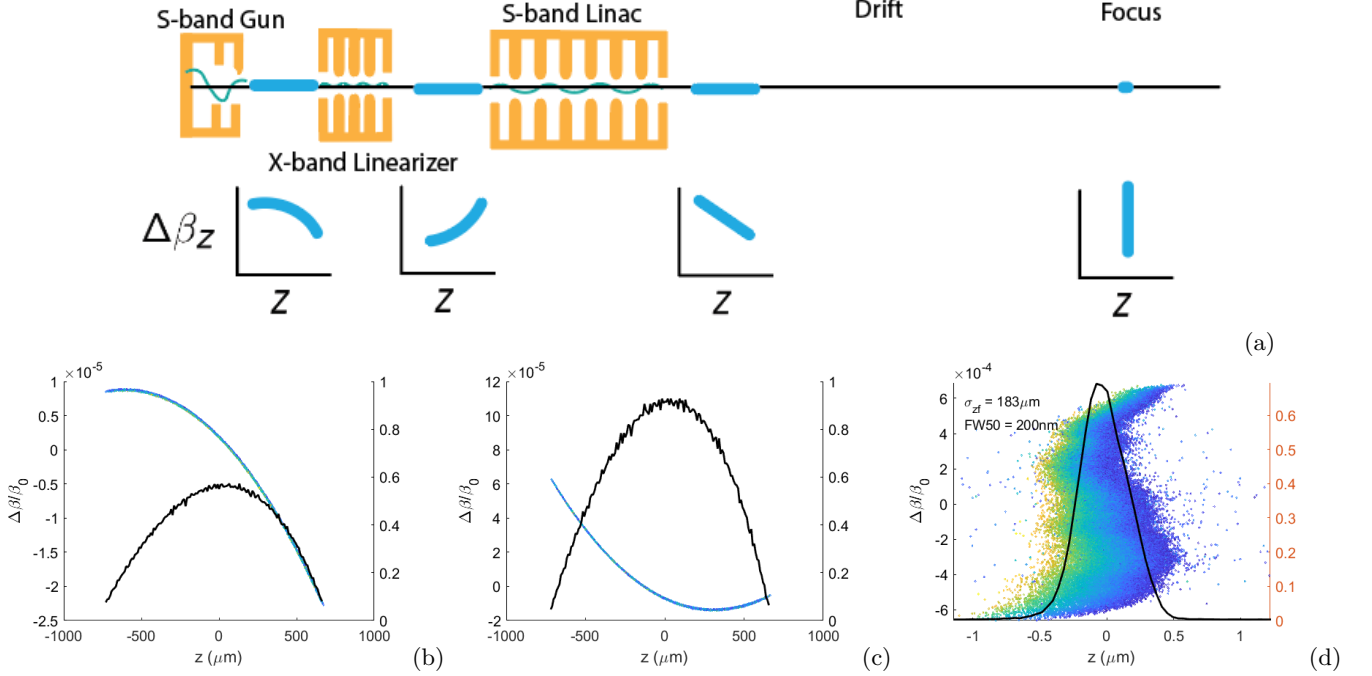 S-band Gun
S-band Linac
Drift
Focus
X-band Linearizer
Δβz
z
z
z
z
(a)
×10-5
1
0.5
0
-0.5
-1
-1.5
-2
-2.5
Δβ/β0
1
0.8
0.6
0.4
0.2
0
-1000
-500
0
500
1000
z (μm)
(b)
×10-5
12
10
8
6
4
2
0
-2
Δβ/β0
1
0.8
0.6
0.4
0.2
0
-1000
-500
0
500
1000
z (μm)
(c)
×10-4
6
4
2
0
-2
-4
-6
Δβ/β0
σzf = 183μm
FW50 = 200nm
0.6
0.5
0.4
0.3
0.2
0.1
0
-1
-0.5
0
0.5
1
z (μm)
(d)